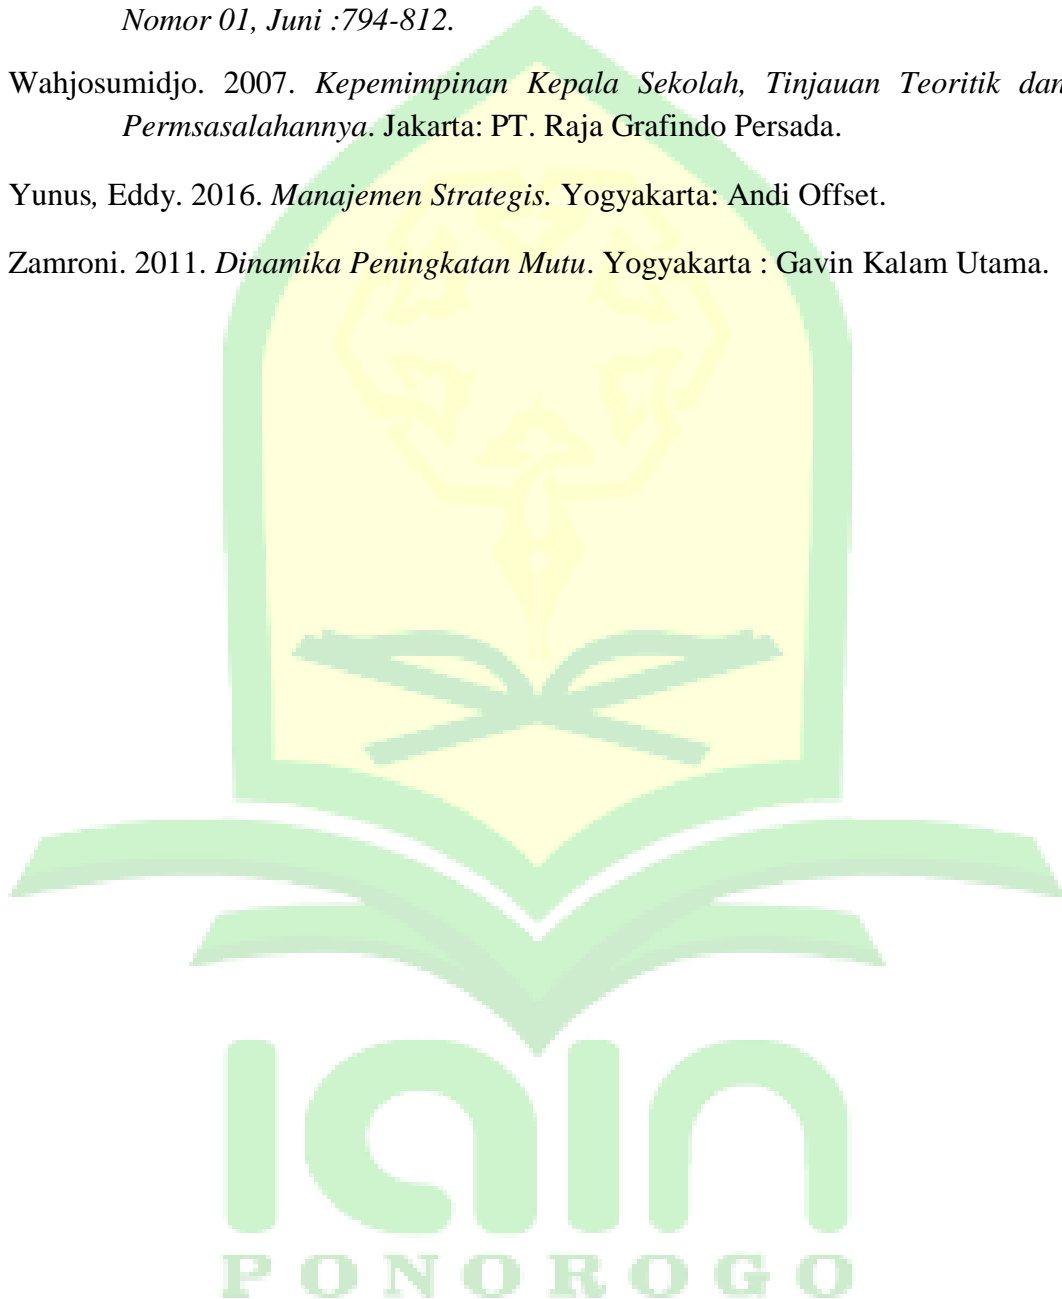 Nomor 01, Juni :794-812.
Wahjosumidjo. 2007. Kepemimpinan Kepala Sekolah, Tinjauan Teoritik dan
Permsasalahannya. Jakarta: PT. Raja Grafindo Persada.
Yunus, Eddy. 2016. Manajemen Strategis. Yogyakarta: Andi Offset.
Zamroni. 2011. Dinamika Peningkatan Mutu. Yogyakarta : Gavin Kalam Utama.
IAIN
PONOROGO